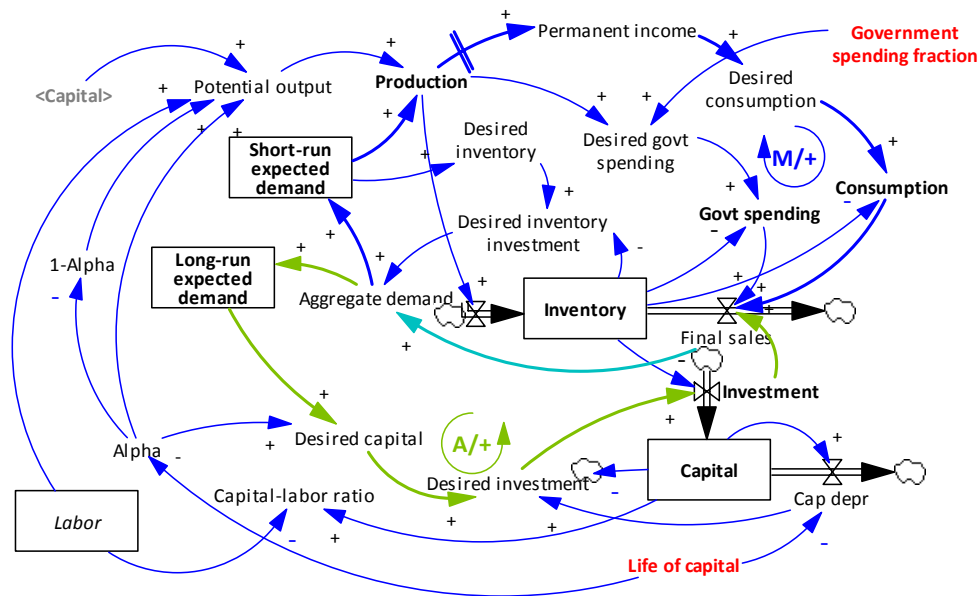 Permanent income
Government
spending fraction
<Capital>
Potential output
Production
Desired
consumption
Desired
inventory
Desired govt
spending
M/+
Short-run
expected
demand
Consumption
Govt spending
Desired inventory
investment
1-Alpha
Long-run
expected
demand
Aggregate demand
Inventory
Final sales
Investment
Alpha
Desired capital
A/+
Desired investment
Capital
Capital-labor ratio
Cap depr
Labor
Life of capital